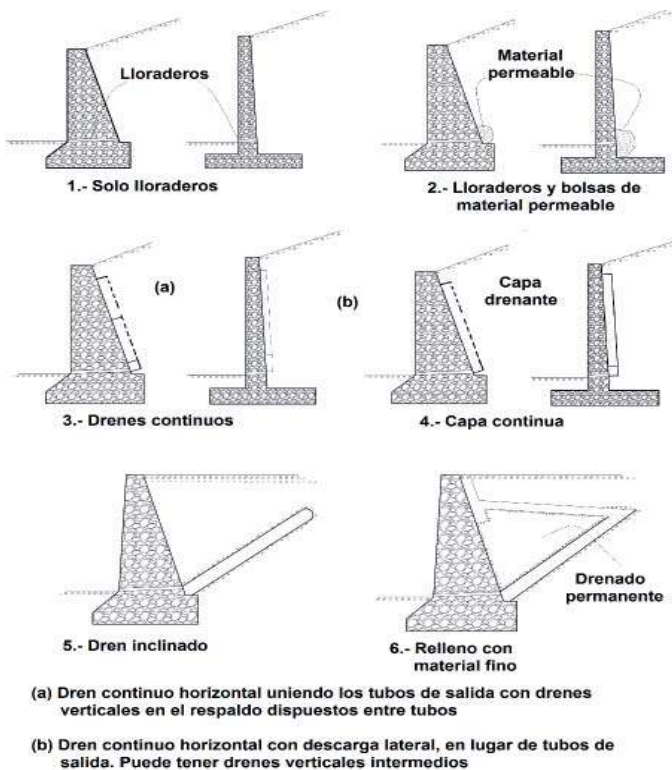 Lloraderos
1.- Solo lloraderos
Material
permeable
2.- Lloraderos y bolsas de
material permeable
(a)
3.- Drenes continuos
(b)
Capa
drenante
4.- Capa continua
5.- Dren inclinado
Drenado
permanente
6.- Relleno con
material fino
(a) Dren continuo horizontal uniendo los tubos de salida con drenes
verticales en el respaldo dispuestos entre tubos
(b) Dren continuo horizontal con descarga lateral, en lugar de tubos de
salida. Puede tener drenes verticales intermedios